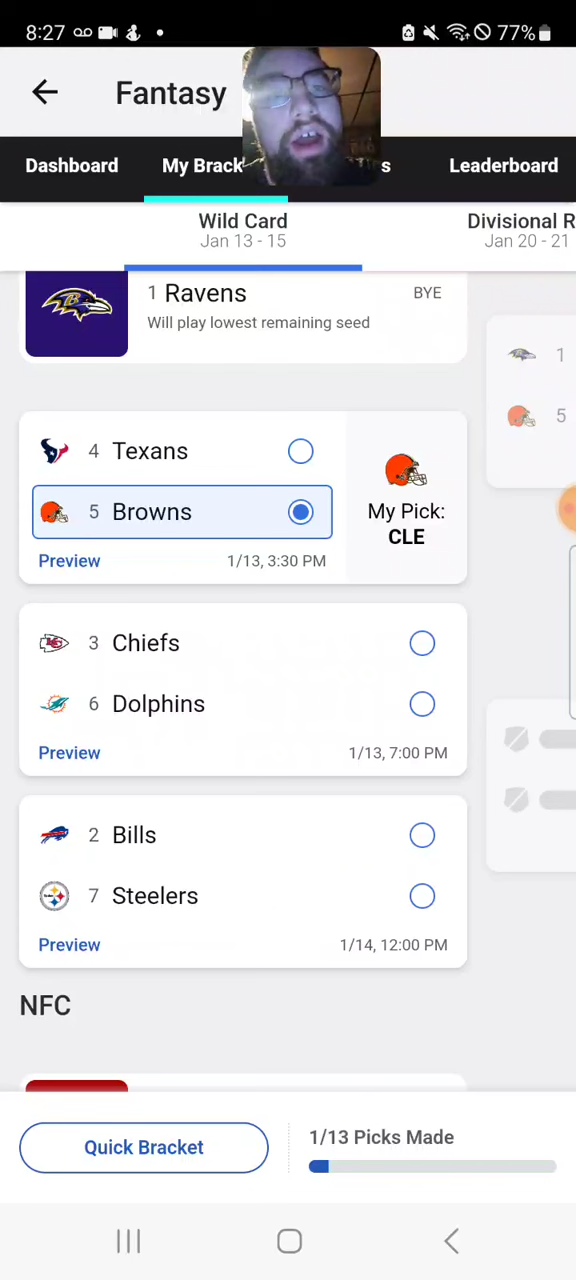 8:27 77%
Fantasy
Dashboard My Brack s Leaderboard
Wild Card Divisional R
Jan 13 - 15 Jan 20 - 21
1 Ravens BYE
Will play lowest remaining seed
1
5
4 Texans
5 Browns
My Pick:
CLE
Preview 1/13, 3:30 PM
3 Chiefs
6 Dolphins
Preview 1/13, 7:00 PM
2 Bills
7 Steelers
Preview 1/14, 12:00 PM
NFC
Quick Bracket 1/13 Picks Made